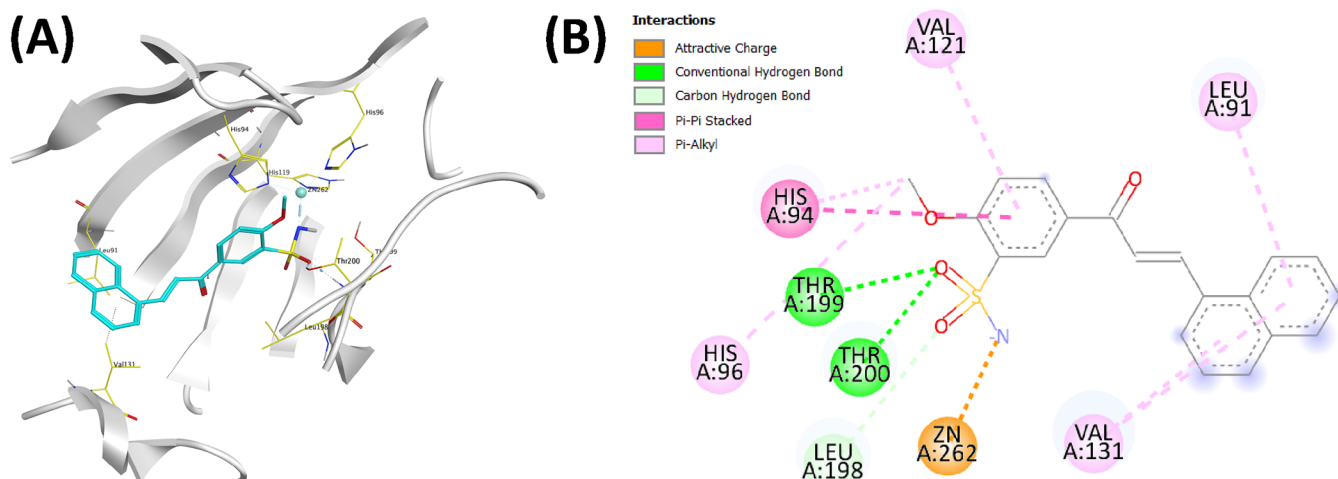 (A)
His96
His94
His119
ZN262
Leu91
Thr200
Leu198
Val131
(B)
Interactions
Attractive Charge
Conventional Hydrogen Bond
Carbon Hydrogen Bond
Pi-Pi Stacked
Pi-Alkyl
VAL
A:121
LEU
A:91
HIS
A:94
O
O
THR
A:199
O
S
O
N
HIS
A:96
THR
A:200
LEU
A:198
ZN
A:262
VAL
A:131